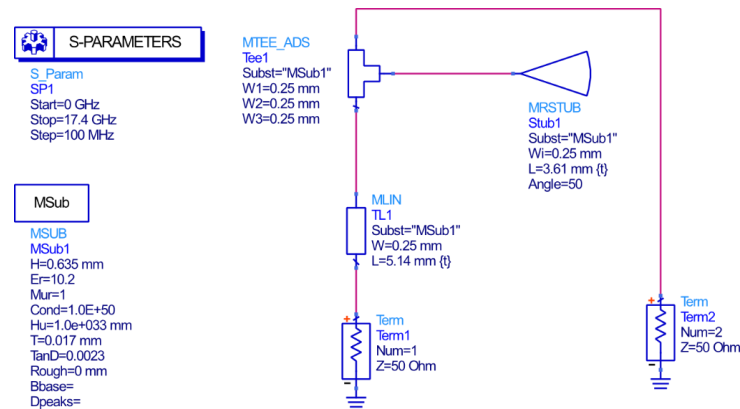 S-PARAMETERS
S_Param
SP1
Start=0 GHz
Stop=17.4 GHz
Step=100 MHz
MTEE_ADS
Tee1
Subst="MSub1"
W1=0.25 mm
W2=0.25 mm
W3=0.25 mm
MRSTUB
Stub1
Subst="MSub1"
Wi=0.25 mm
L=3.61 mm {t}
Angle=50
MSub
MSUB
MSub1
H=0.635 mm
Er=10.2
Mur=1
Cond=1.0E+50
Hu=1.0e+033 mm
T=0.017 mm
TanD=0.0023
Rough=0 mm
Bbase=
Dpeaks=
MLIN
TL1
Subst="MSub1"
W=0.25 mm
L=5.14 mm {t}
+
Term
Term1
Num=1
Z=50 Ohm
-
+
Term
Term2
Num=2
Z=50 Ohm
-